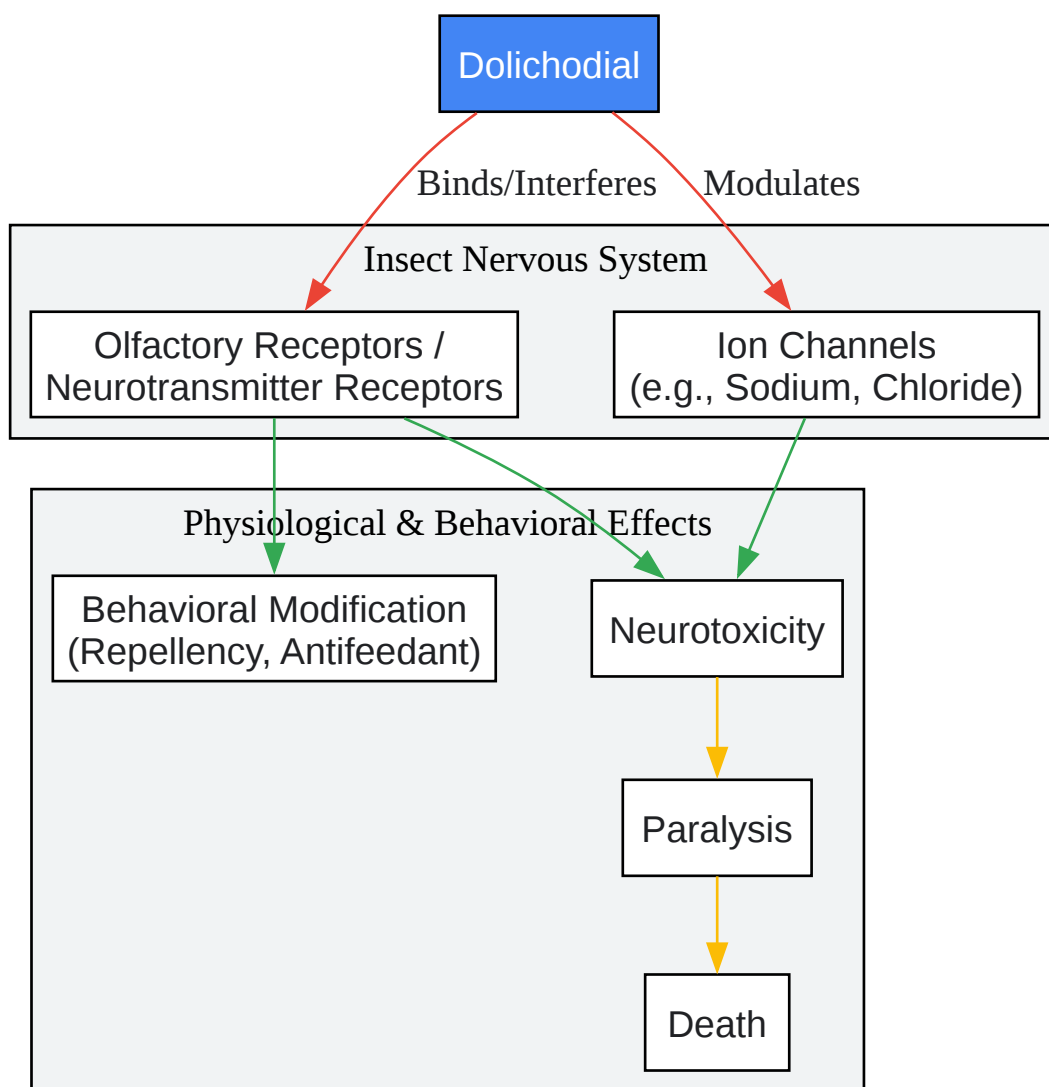 Dolichodial
Binds/Interferes
Modulates
Insect Nervous System
Olfactory Receptors /
Neurotransmitter Receptors
Ion Channels
(e.g., Sodium, Chloride)
Physiological & Behavioral Effects
Behavioral Modification
(Repellency, Antifeedant)
Neurotoxicity
Paralysis
Death